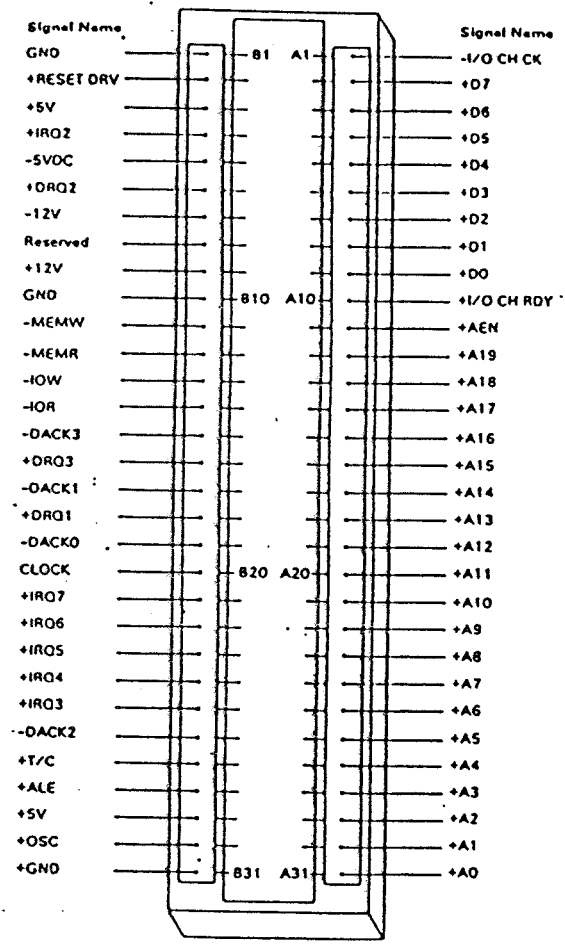 Signal Name
GND
+RESET DRV
+5V
+IRQ2
-5VDC
+DRQ2
-12V
Reserved
+12V
GND
-MEMW
-MEMR
-IOW
-IOR
-DACK3
+DRQ3
-DACK1
+DRQ1
-DACK0
CLOCK
+IRQ7
+IRQ6
+IRQ5
+IRQ4
+IRQ3
-DACK2
+T/C
+ALE
+5V
+OSC
+GND
B1 A1
B10 A10
B20 A20
B31 A31
Signal Name
-I/O CH CK
+D7
+D6
+D5
+D4
+D3
+D2
+D1
+D0
+I/O CH RDY
+AEN
+A19
+A18
+A17
+A16
+A15
+A14
+A13
+A12
+A11
+A10
+A9
+A8
+A7
+A6
+A5
+A4
+A3
+A2
+A1
+A0